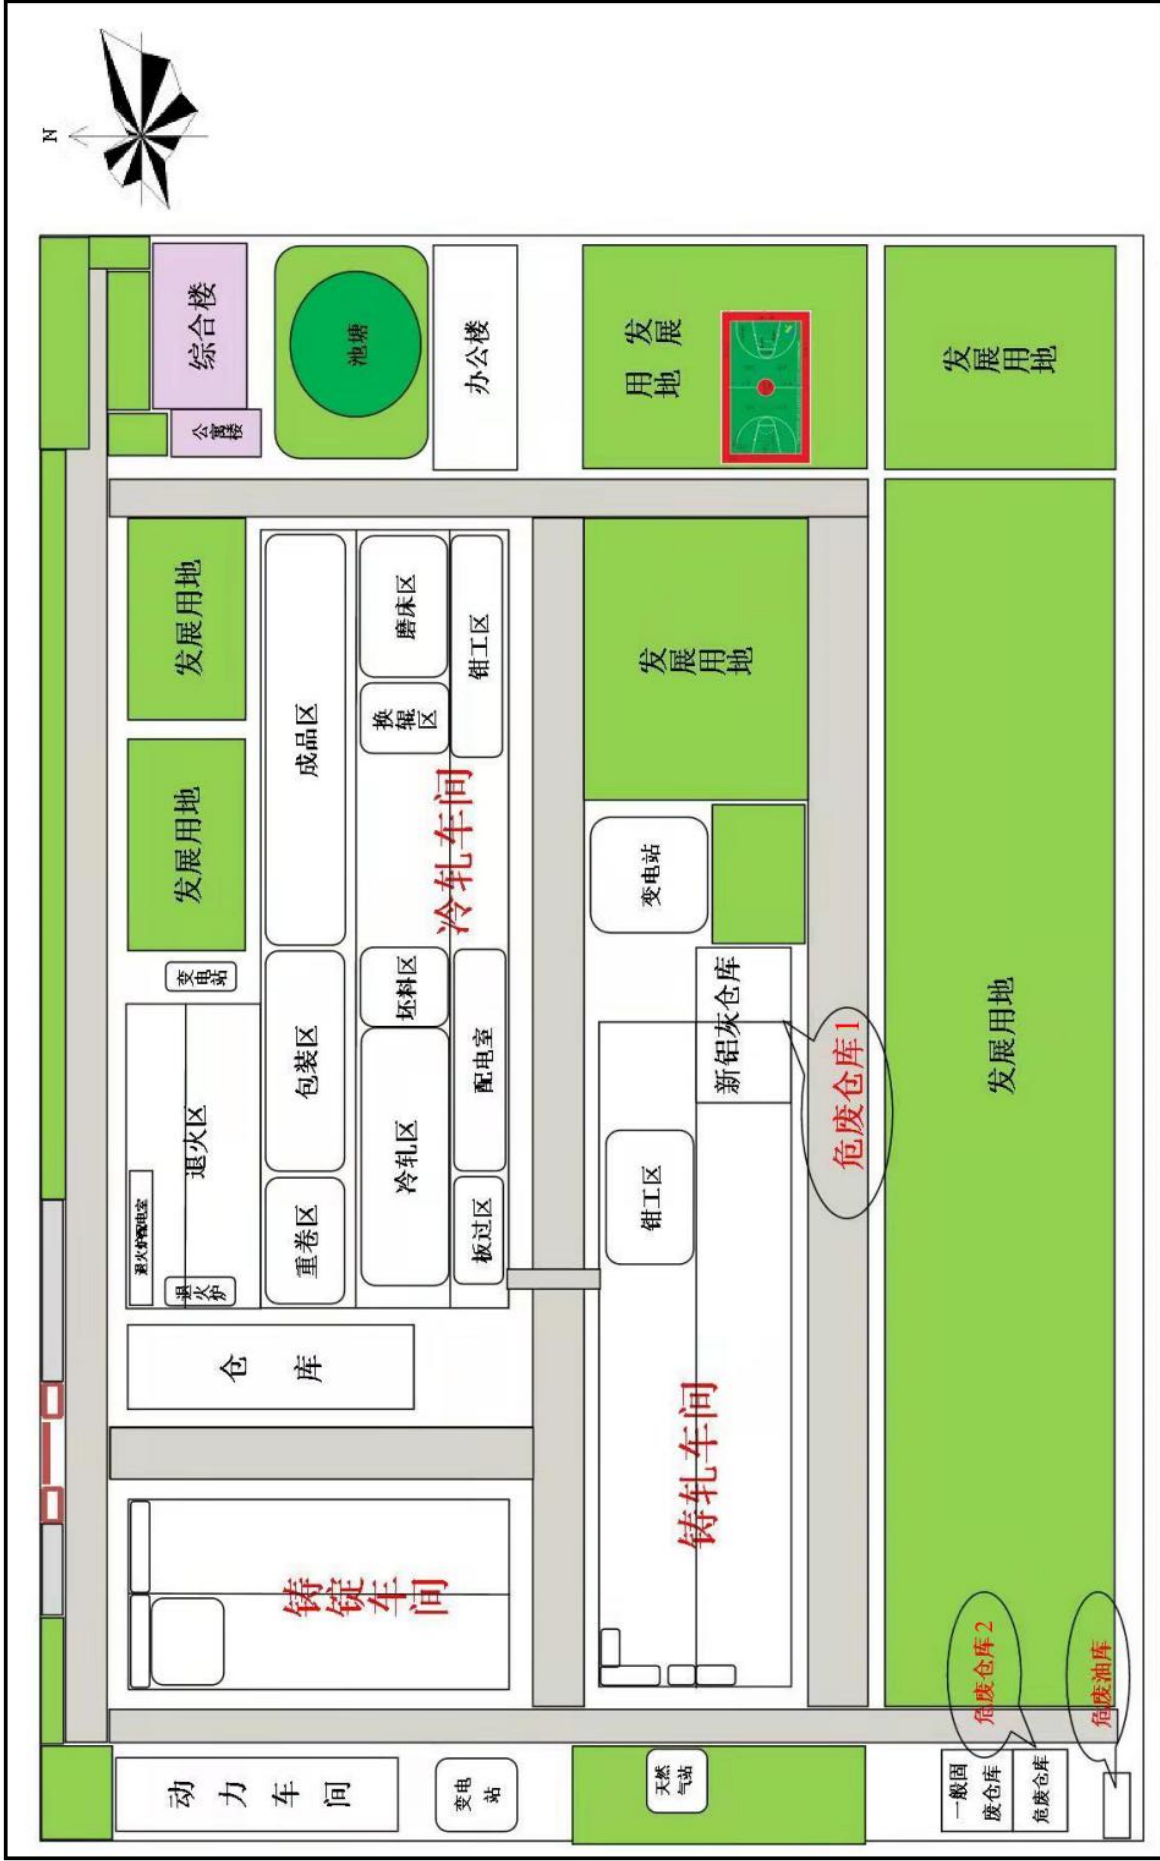 N
动力车间
铸锭车间
仓库
退火炉配电室
退火炉
退火区
变电站
发展用地
发展用地
公寓楼
综合楼
重卷区
包装区
成品区
池塘
冷轧区
坯料区
换辊区
磨床区
冷轧车间
变电站
板过区
配电室
钳工区
办公楼
天然气站
铸轧车间
钳工区
新铝灰仓库
变电站
发展用地
发展用地
危废仓库1
一般固废仓库
危废仓库
危废仓库2
发展用地
发展用地
危废油库